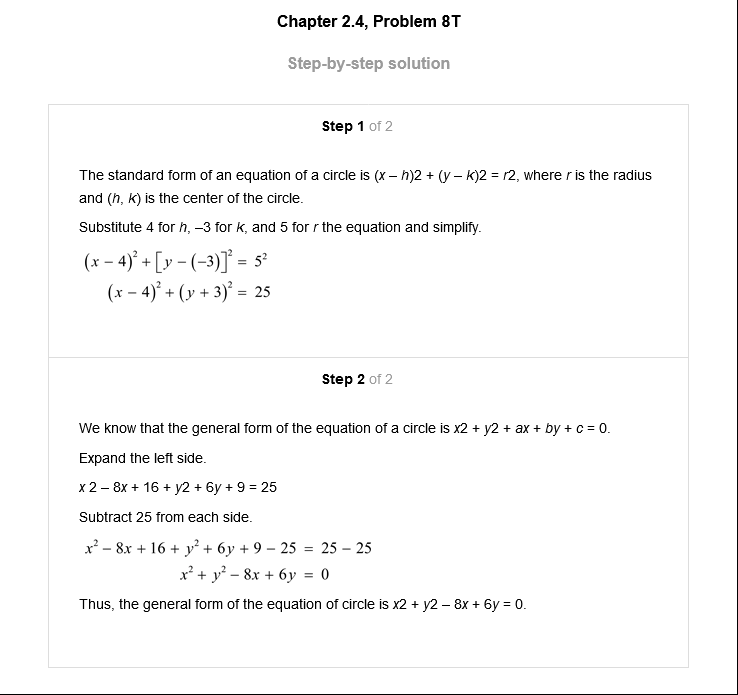 Chapter 2.4, Problem 8T
Step-by-step solution
Step 1 of 2
The standard form of an equation of a circle is (x – h)2 + (y – k)2 = r2, where r is the radius
and (h, k) is the center of the circle.
Substitute 4 for h, –3 for k, and 5 for r the equation and simplify.
(x − 4)² + [y − (−3)]² = 5²
(x − 4)² + (y + 3)² = 25
Step 2 of 2
We know that the general form of the equation of a circle is x2 + y2 + ax + by + c = 0.
Expand the left side.
x 2 – 8x + 16 + y2 + 6y + 9 = 25
Subtract 25 from each side.
x² − 8x + 16 + y² + 6y + 9 − 25 = 25 − 25
x² + y² − 8x + 6y = 0
Thus, the general form of the equation of circle is x2 + y2 – 8x + 6y = 0.